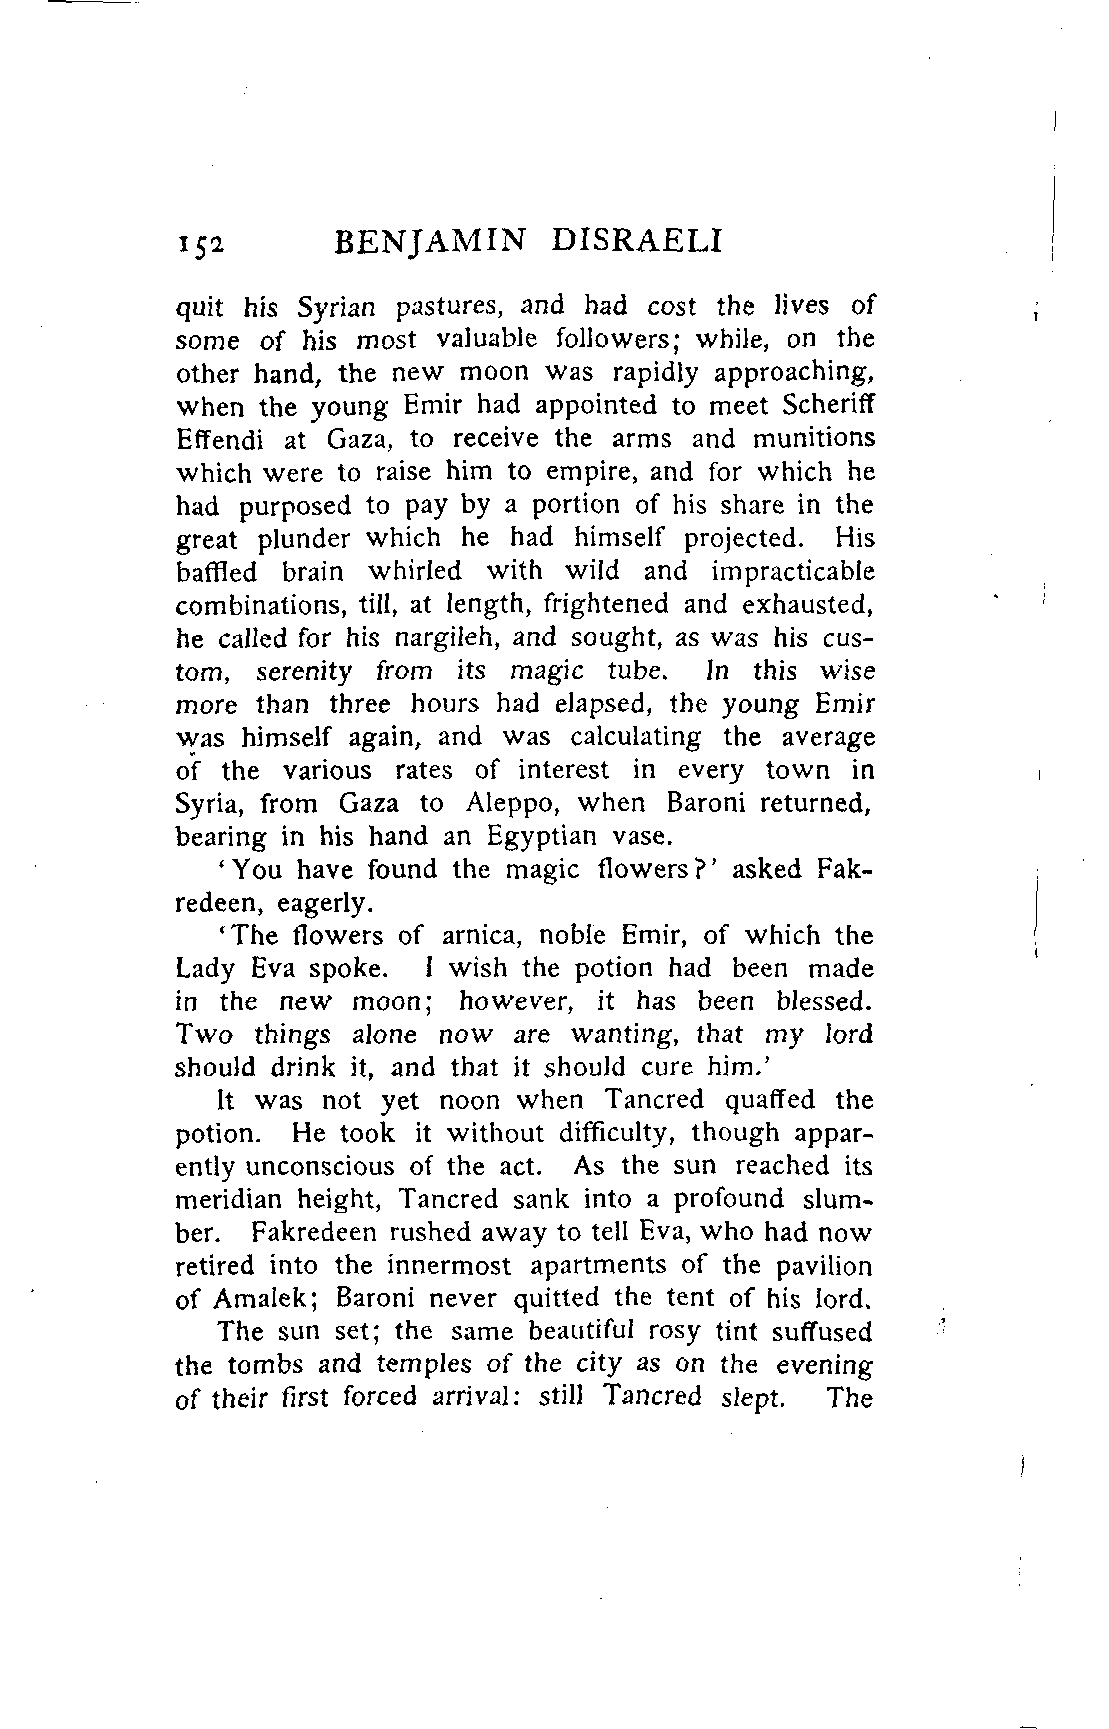 152 BENJAMIN DISRAELI
quit his Syrian pastures, and had cost the lives of
some of his most valuable followers; while, on the
other hand, the new moon was rapidly approaching,
when the young Emir had appointed to meet Scheriff
Effendi at Gaza, to receive the arms and munitions
which were to raise him to empire, and for which he
had purposed to pay by a portion of his share in the
great plunder which he had himself projected. His
baffled brain whirled with wild and impracticable
combinations, till, at length, frightened and exhausted,
he called for his nargileh, and sought, as was his cus-
tom, serenity from its magic tube. In this wise
more than three hours had elapsed, the young Emir
was himself again, and was calculating the average
of the various rates of interest in every town in
Syria, from Gaza to Aleppo, when Baroni returned,
bearing in his hand an Egyptian vase.
'You have found the magic flowers?' asked Fak-
redeen, eagerly.
'The flowers of arnica, noble Emir, of which the
Lady Eva spoke. I wish the potion had been made
in the new moon; however, it has been blessed.
Two things alone now are wanting, that my lord
should drink it, and that it should cure him.'
It was not yet noon when Tancred quaffed the
potion. He took it without difficulty, though appar-
ently unconscious of the act. As the sun reached its
meridian height, Tancred sank into a profound slum-
ber. Fakredeen rushed away to tell Eva, who had now
retired into the innermost apartments of the pavilion
of Amalek; Baroni never quitted the tent of his lord.
The sun set; the same beautiful rosy tint suffused
the tombs and temples of the city as on the evening
of their first forced arrival: still Tancred slept. The